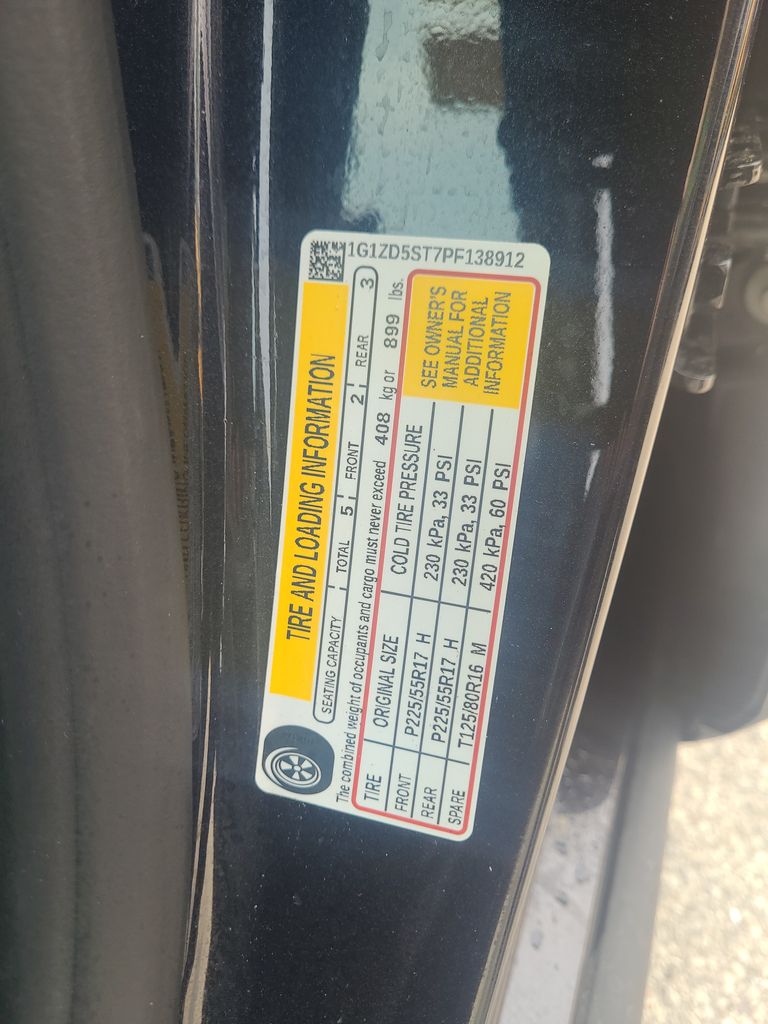 1G1ZD5ST7PF138912
TIRE AND LOADING INFORMATION
SEATING CAPACITY TOTAL 5 FRONT 2 REAR 3
The combined weight of occupants and cargo must never exceed 408 kg or 899 lbs.
TIRE ORIGINAL SIZE COLD TIRE PRESSURE
FRONT P225/55R17 H 230 kPa, 33 PSI
REAR P225/55R17 H 230 kPa, 33 PSI
SPARE T125/80R16 M 420 kPa, 60 PSI
SEE OWNER'S
MANUAL FOR
ADDITIONAL
INFORMATION